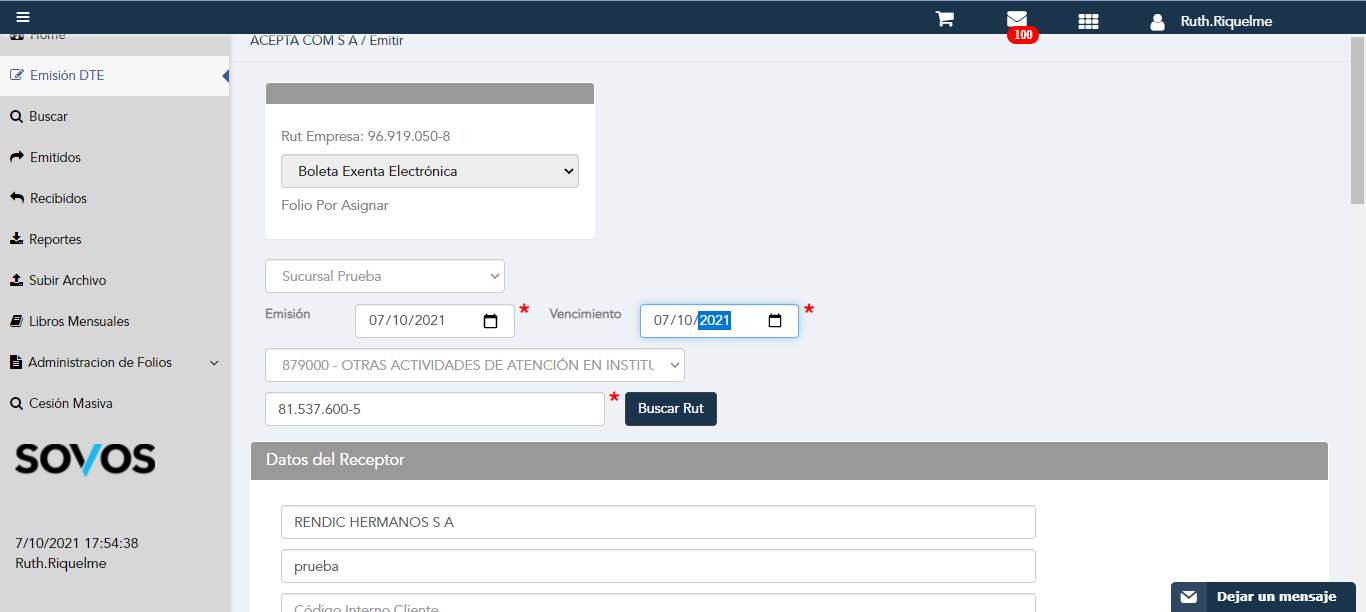 Ruth.Riquelme
100
Home
Emisión DTE
Buscar
Emitidos
Recibidos
Reportes
Subir Archivo
Libros Mensuales
Administracion de Folios
Cesión Masiva
SOVOS
7/10/2021 17:54:38
Ruth.Riquelme
ACEPTA COM S A / Emitir
Rut Empresa: 96.919.050-8
Boleta Exenta Electrónica
Folio Por Asignar
Sucursal Prueba
Emisión 07/10/2021 * Vencimiento 07/10/2021 *
879000 - OTRAS ACTIVIDADES DE ATENCIÓN EN INSTITU
81.537.600-5 * Buscar Rut
Datos del Receptor
RENDIC HERMANOS S A
prueba
Código Interno Cliente
Dejar un mensaje